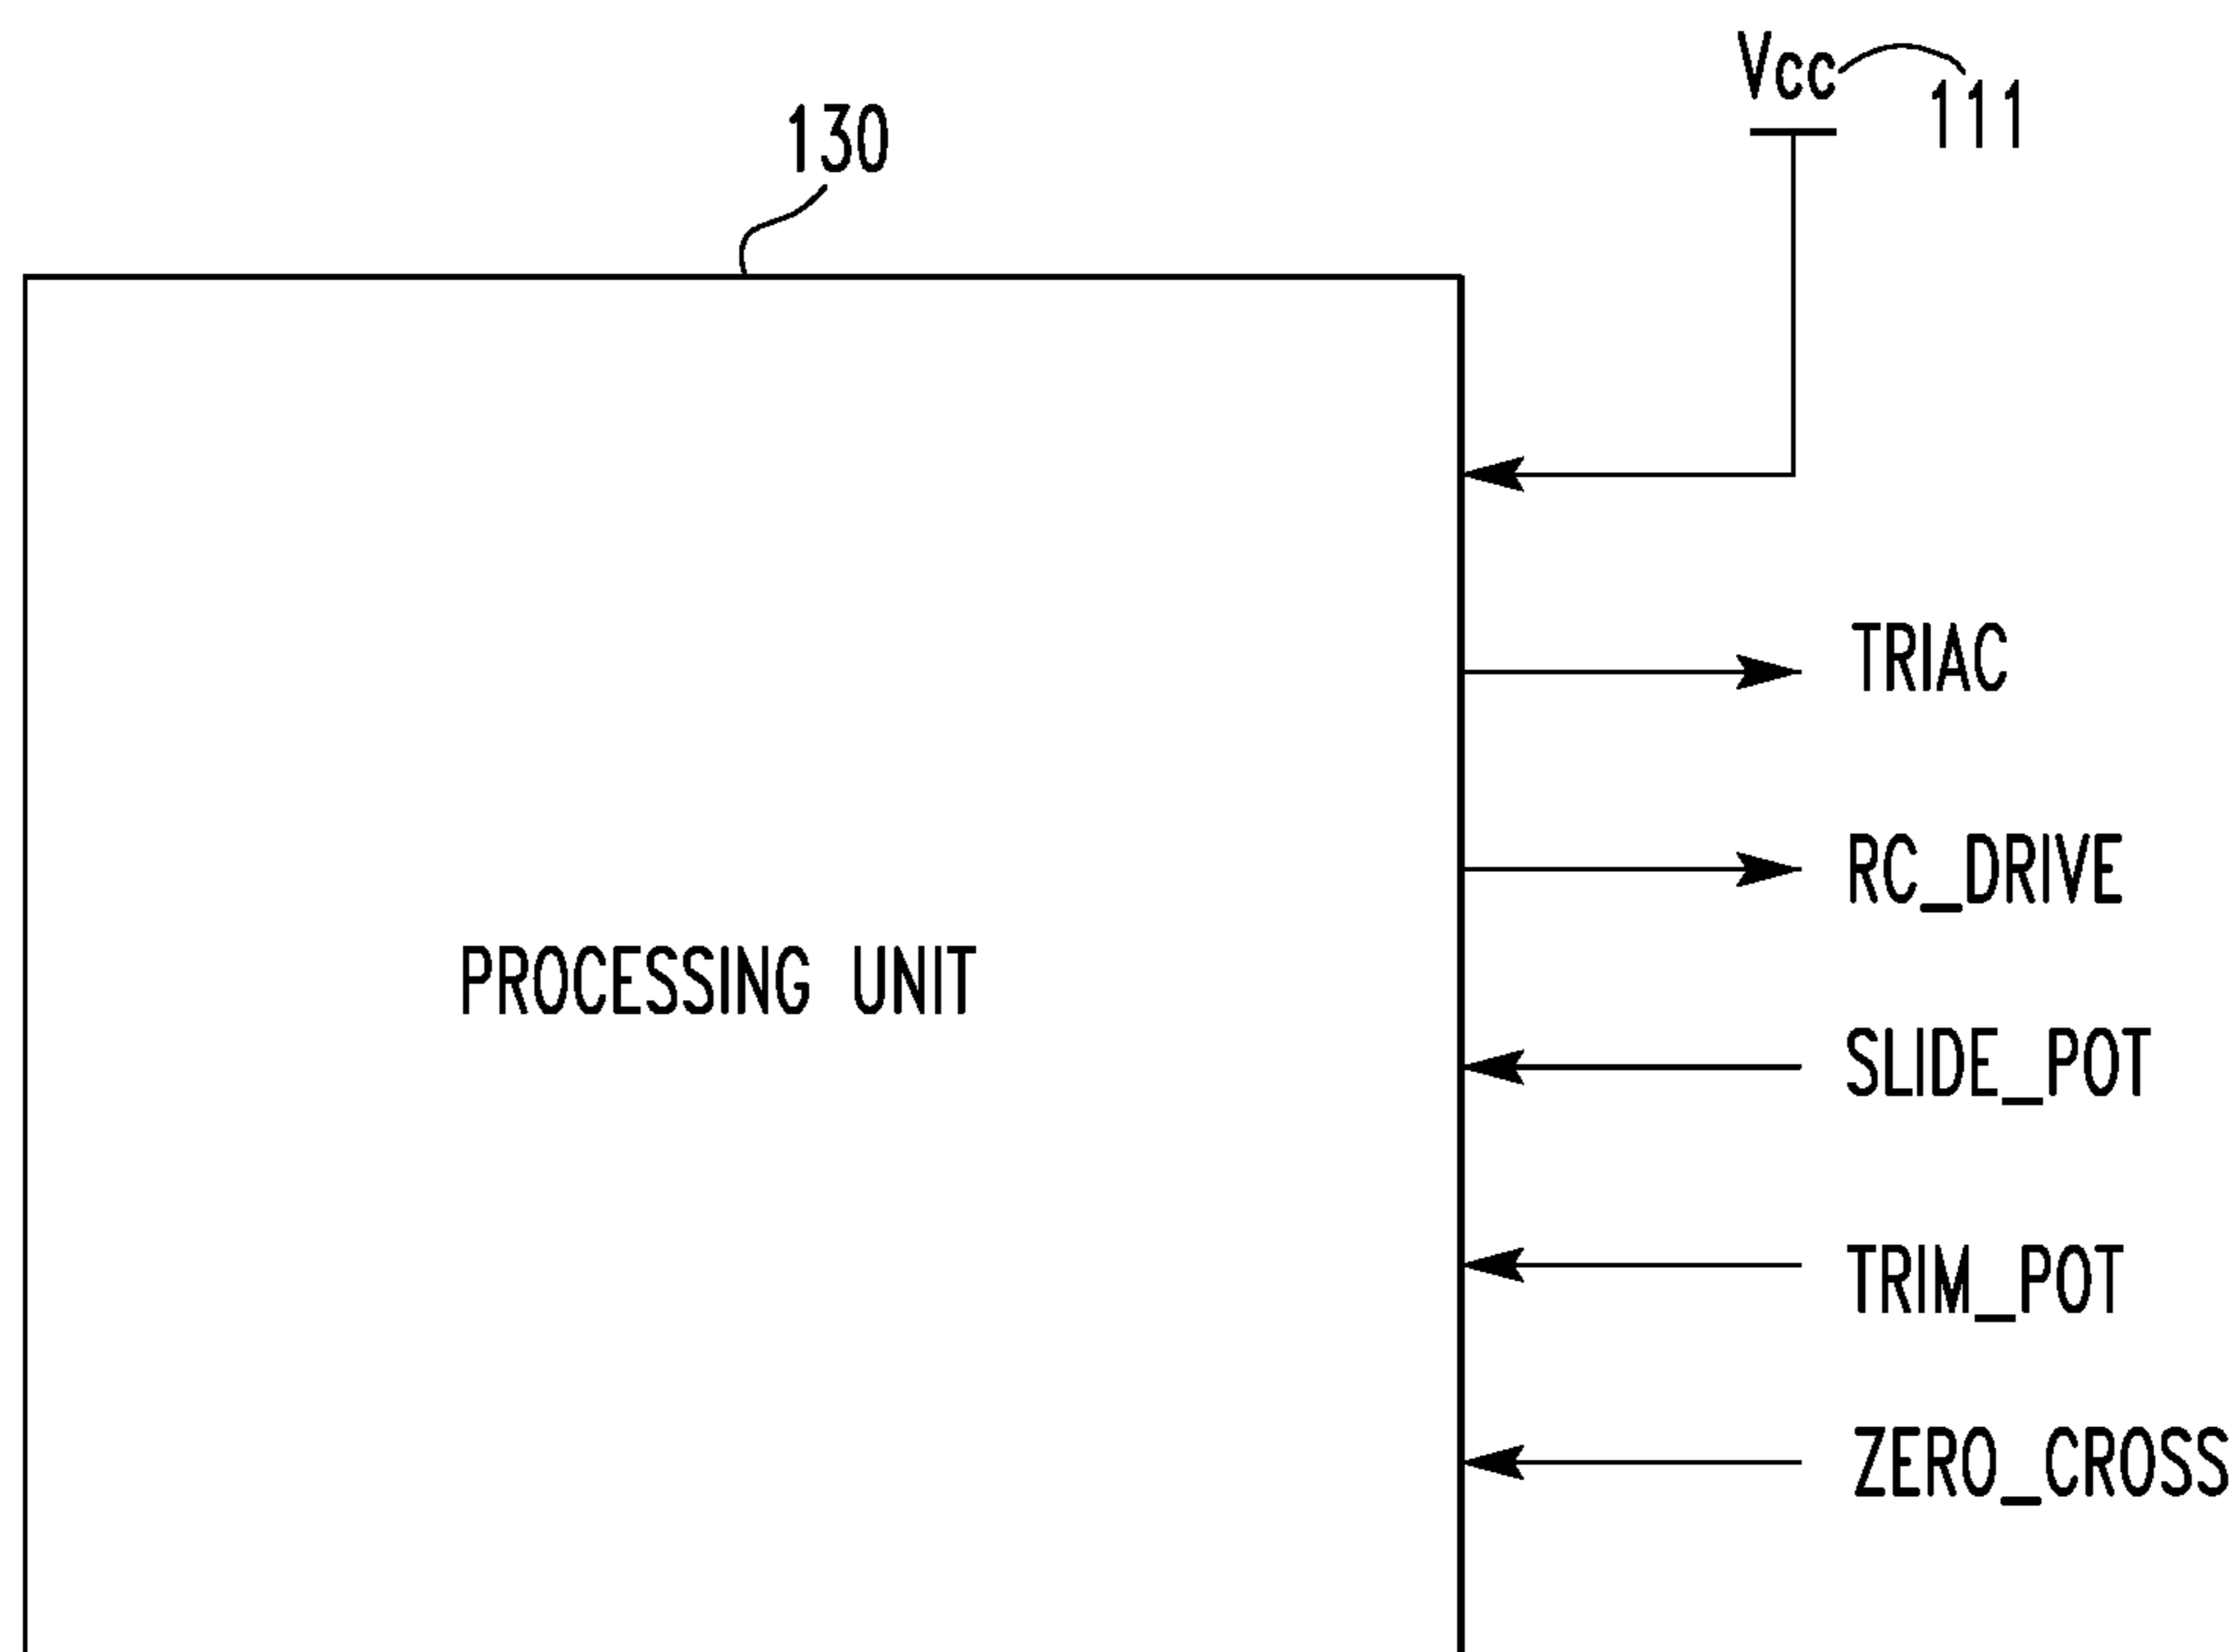 Vcc
111
130
TRIAC
RC_DRIVE
PROCESSING UNIT
SLIDE_POT
TRIM_POT
ZERO_CROSS